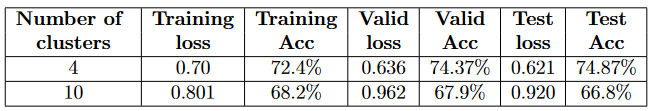 Number of clusters Training loss Training Acc Valid loss Valid Acc Test loss Test Acc
4 0.70 72.4% 0.636 74.37% 0.621 74.87%
10 0.801 68.2% 0.962 67.9% 0.920 66.8%